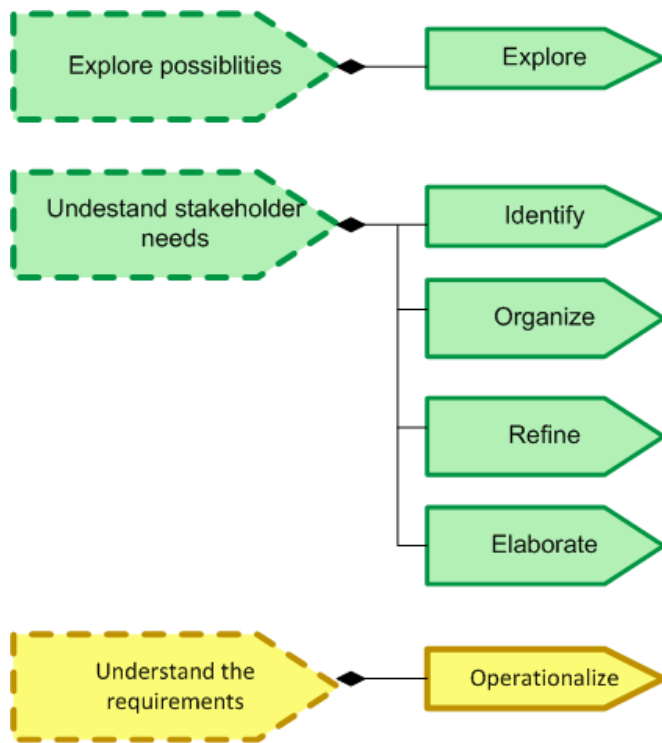 Explore possiblities
Explore
Undestand stakeholder
needs
Identify
Organize
Refine
Elaborate
Understand the
requirements
Operationalize